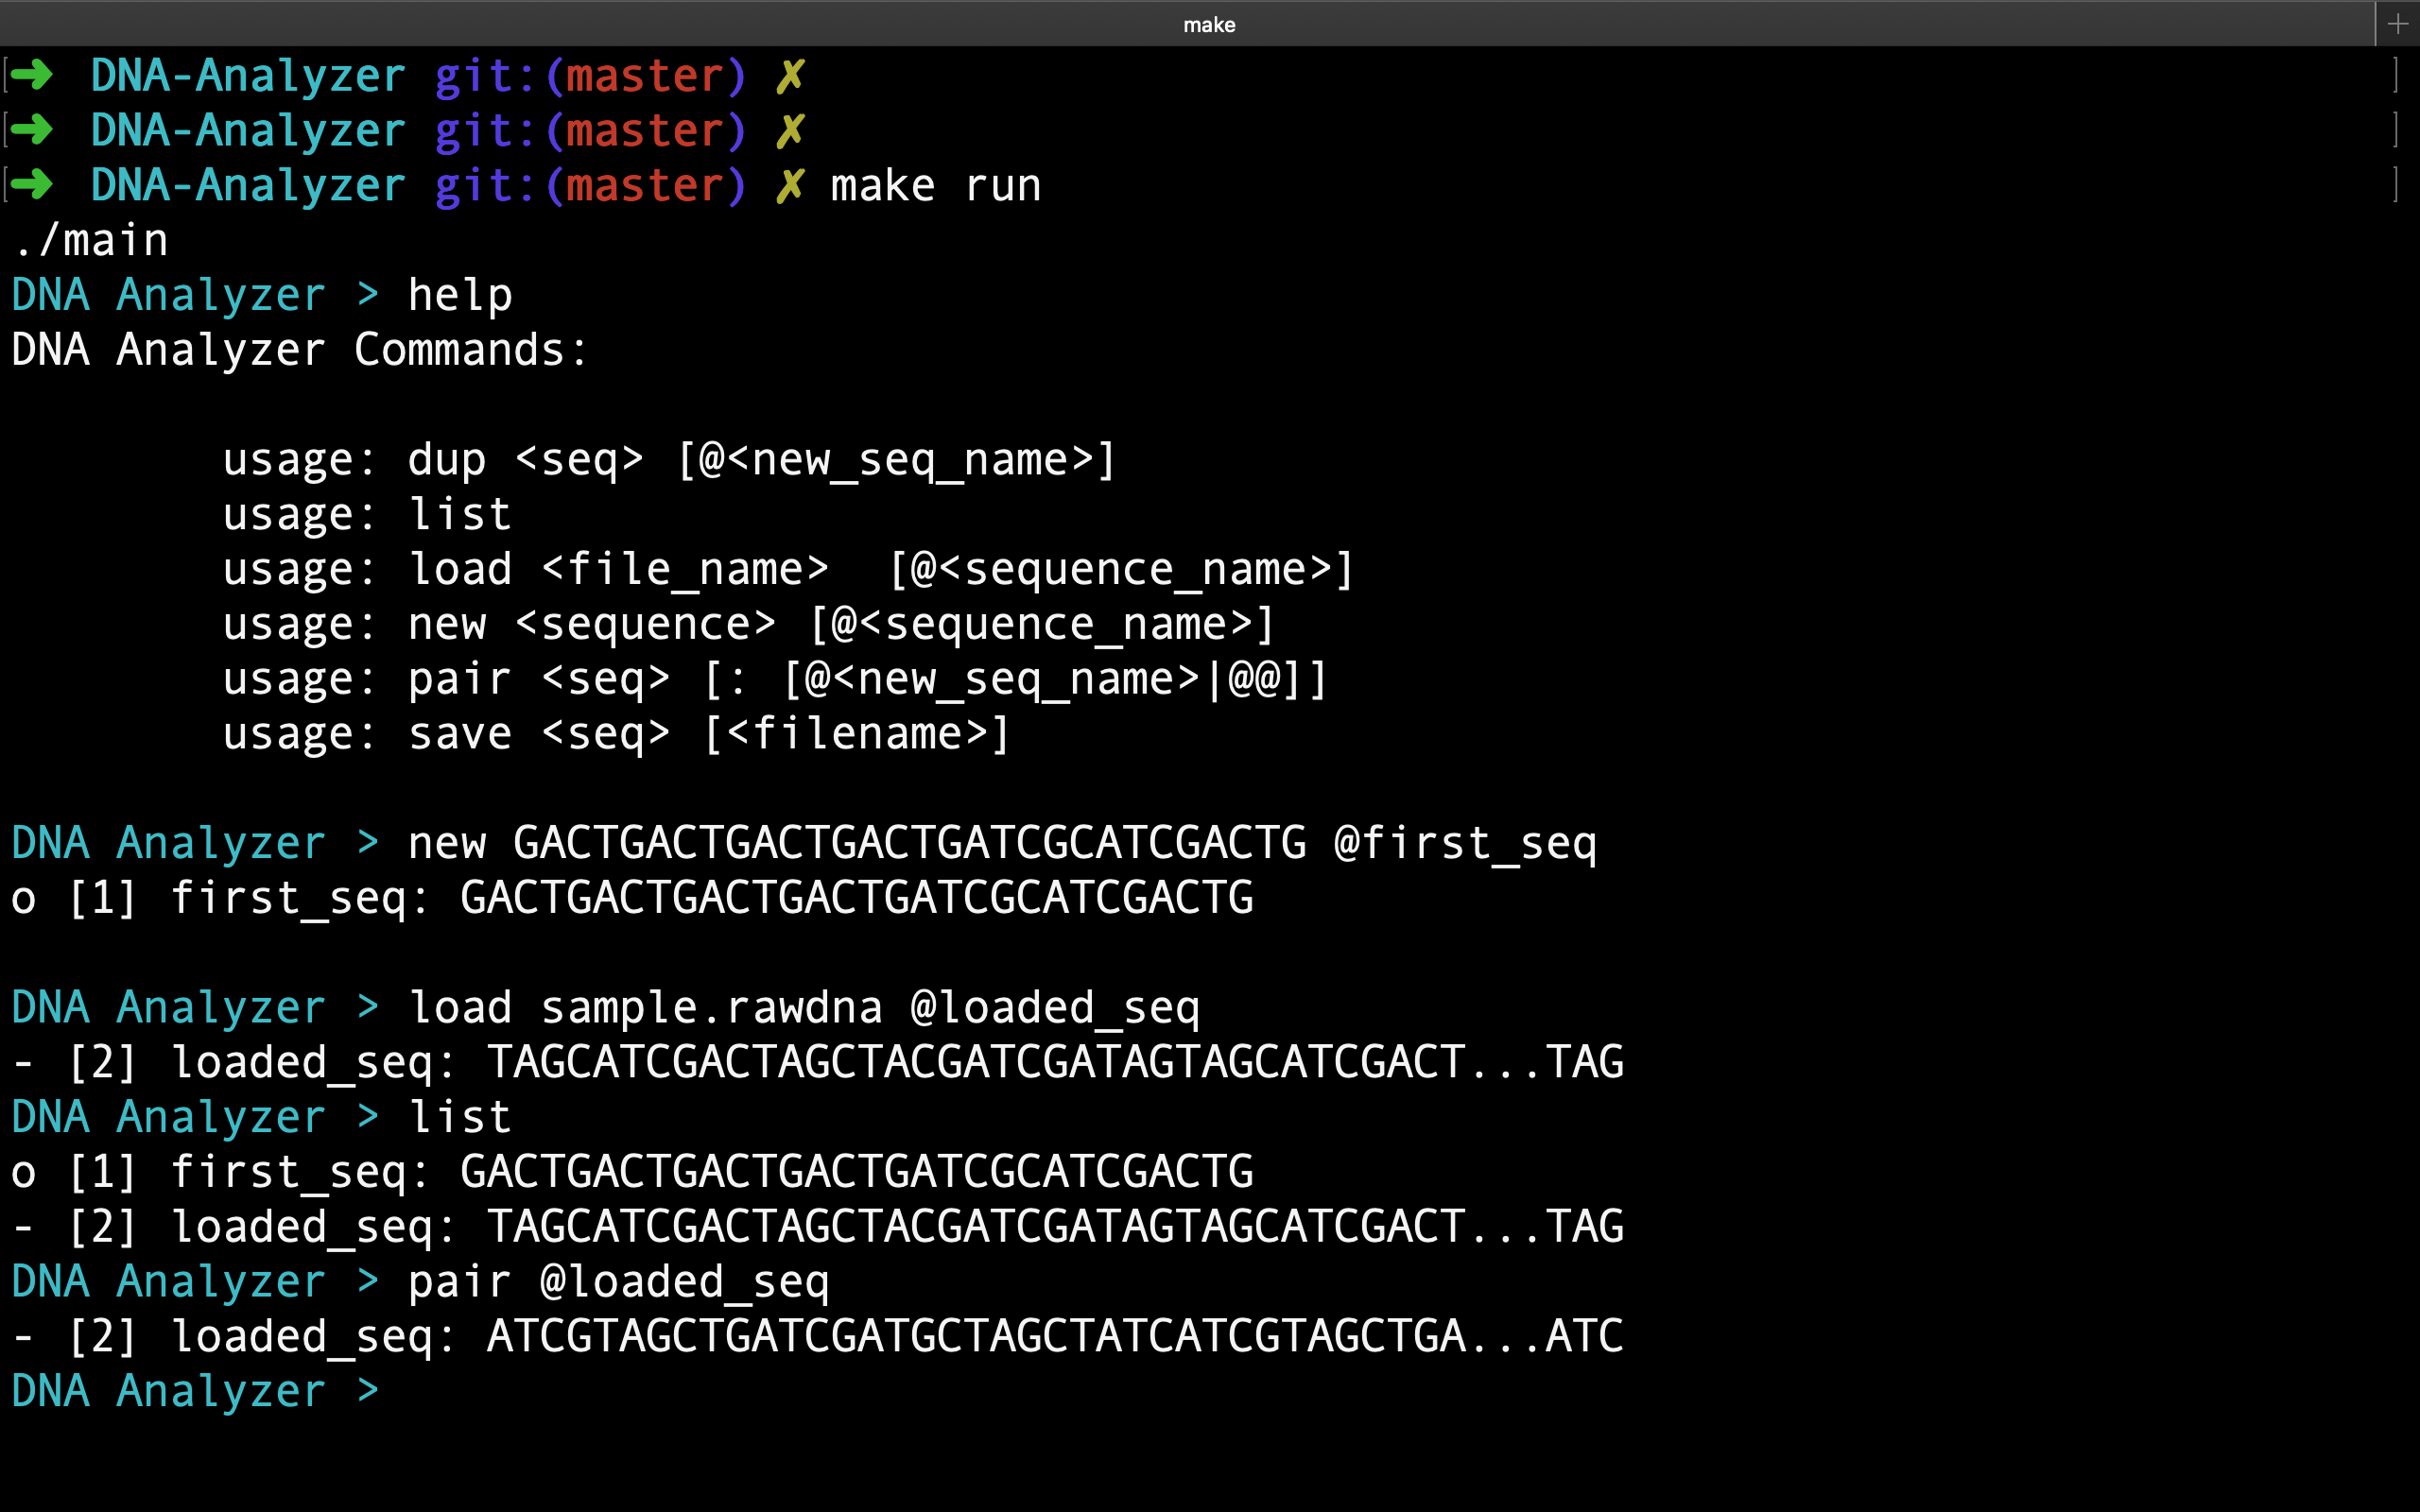 make
➜ DNA-Analyzer git:(master) ✗
➜ DNA-Analyzer git:(master) ✗
➜ DNA-Analyzer git:(master) ✗ make run
./main
DNA Analyzer > help
DNA Analyzer Commands:
usage: dup <seq> [@<new_seq_name>]
usage: list
usage: load <file_name>  [@<sequence_name>]
usage: new <sequence> [@<sequence_name>]
usage: pair <seq> [: [@<new_seq_name>|@@]]
usage: save <seq> [<filename>]
DNA Analyzer > new GACTGACTGACTGACTGATCGCATCGACTG @first_seq
o [1] first_seq: GACTGACTGACTGACTGATCGCATCGACTG
DNA Analyzer > load sample.rawdna @loaded_seq
- [2] loaded_seq: TAGCATCGACTAGCTACGATCGATAGTAGCATCGACT...TAG
DNA Analyzer > list
o [1] first_seq: GACTGACTGACTGACTGATCGCATCGACTG
- [2] loaded_seq: TAGCATCGACTAGCTACGATCGATAGTAGCATCGACT...TAG
DNA Analyzer > pair @loaded_seq
- [2] loaded_seq: ATCGTAGCTGATCGATGCTAGCTATCATCGTAGCTGA...ATC
DNA Analyzer >